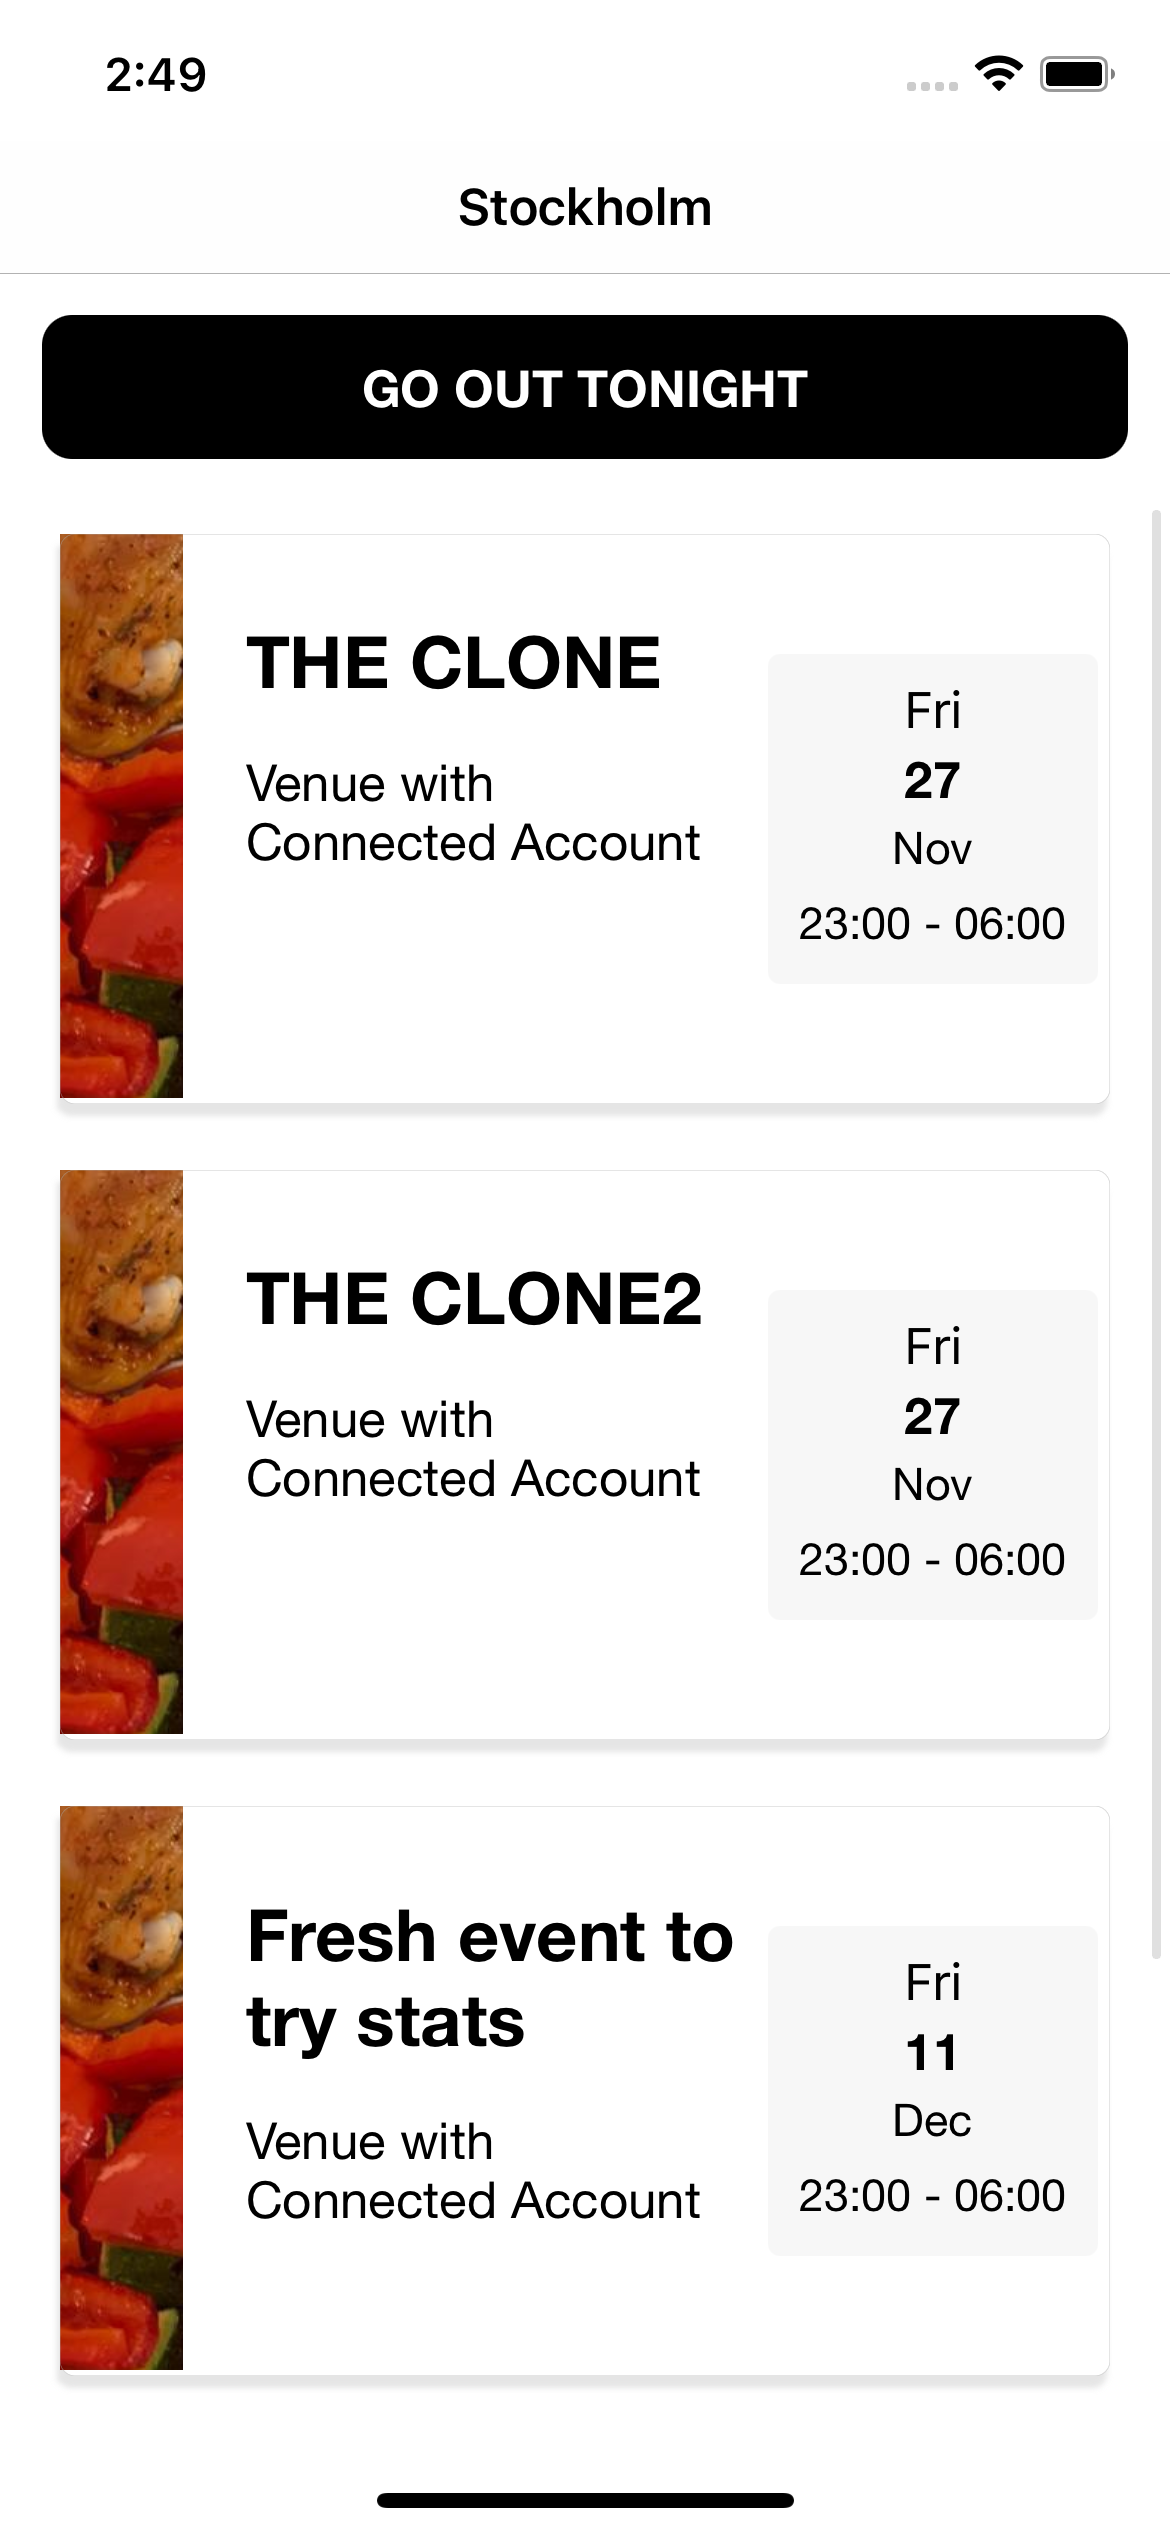 2:49
Stockholm
GO OUT TONIGHT
THE CLONE
Venue with
Connected Account
Fri
27
Nov
23:00 - 06:00
THE CLONE2
Venue with
Connected Account
Fri
27
Nov
23:00 - 06:00
Fresh event to
try stats
Venue with
Connected Account
Fri
11
Dec
23:00 - 06:00